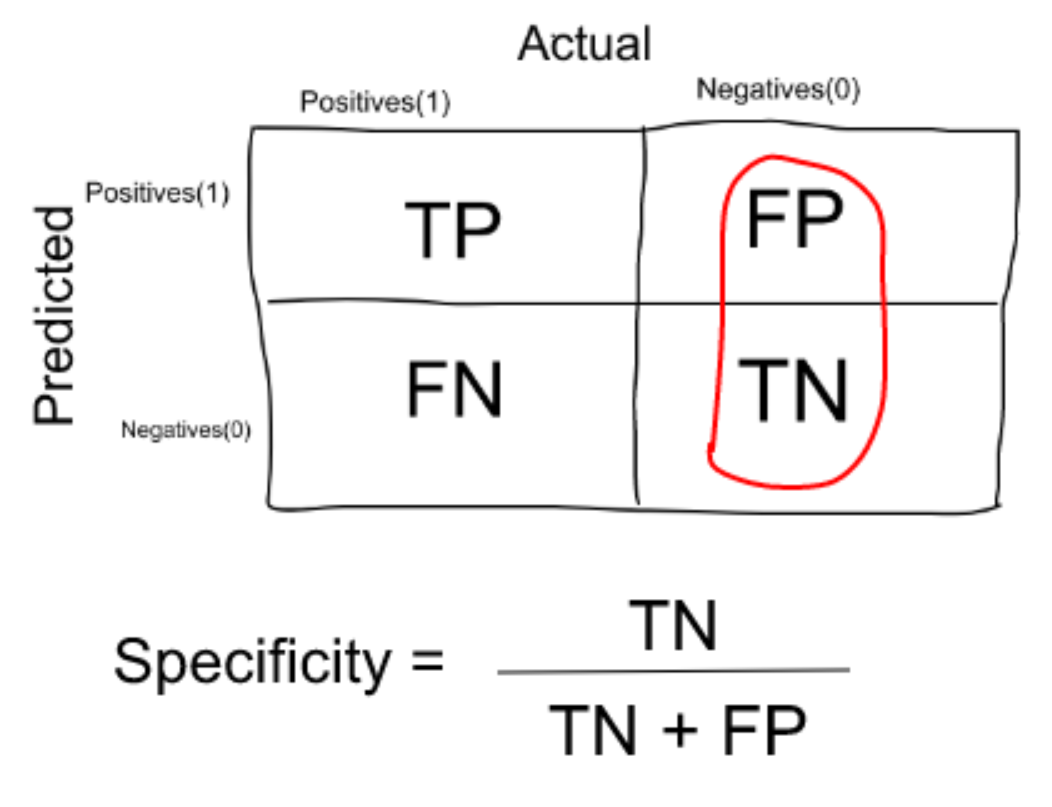 Actual
Positives(1) Negatives(0)
Predicted
Positives(1)
TP FP
FN TN
Negatives(0)
Specificity = TN
TN + FP